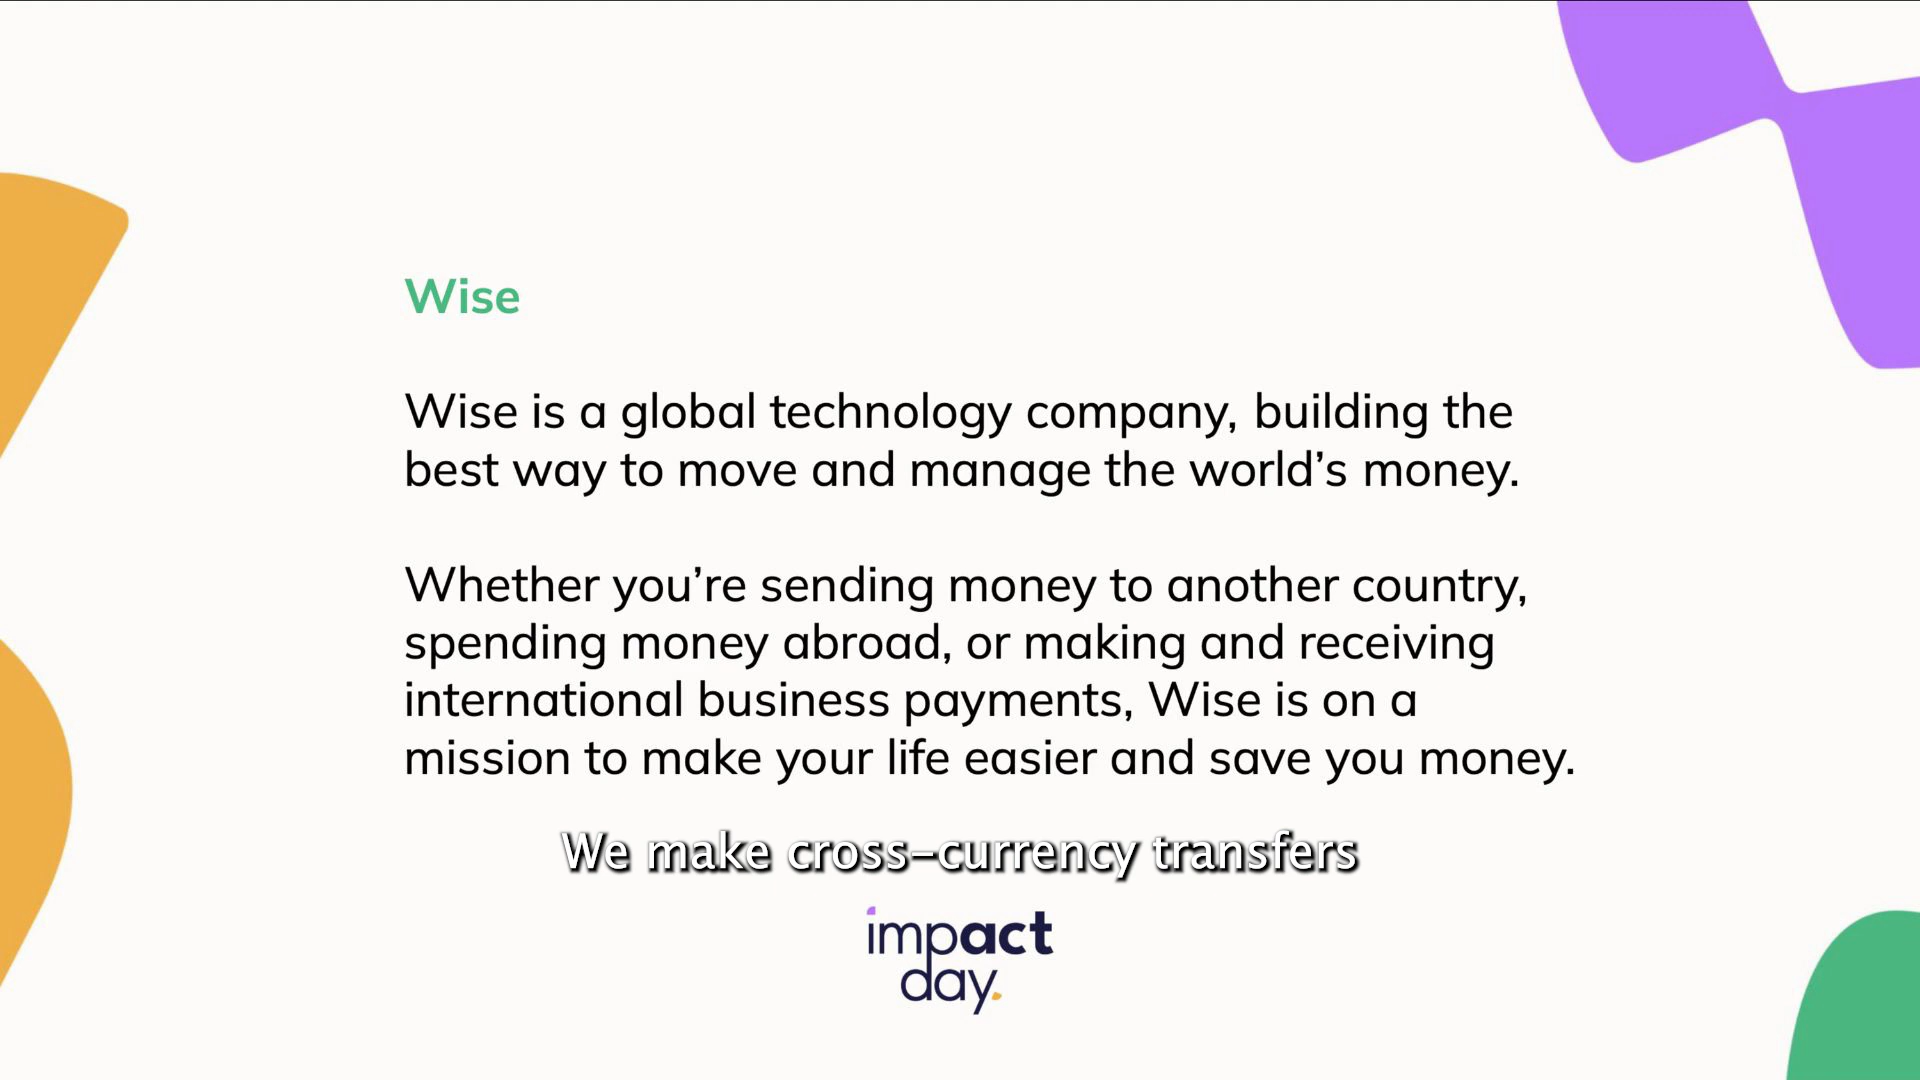 Wise
Wise is a global technology company, building the
best way to move and manage the world’s money.
Whether you’re sending money to another country,
spending money abroad, or making and receiving
international business payments, Wise is on a
mission to make your life easier and save you money.
We make cross-currency transfers
impact
day.